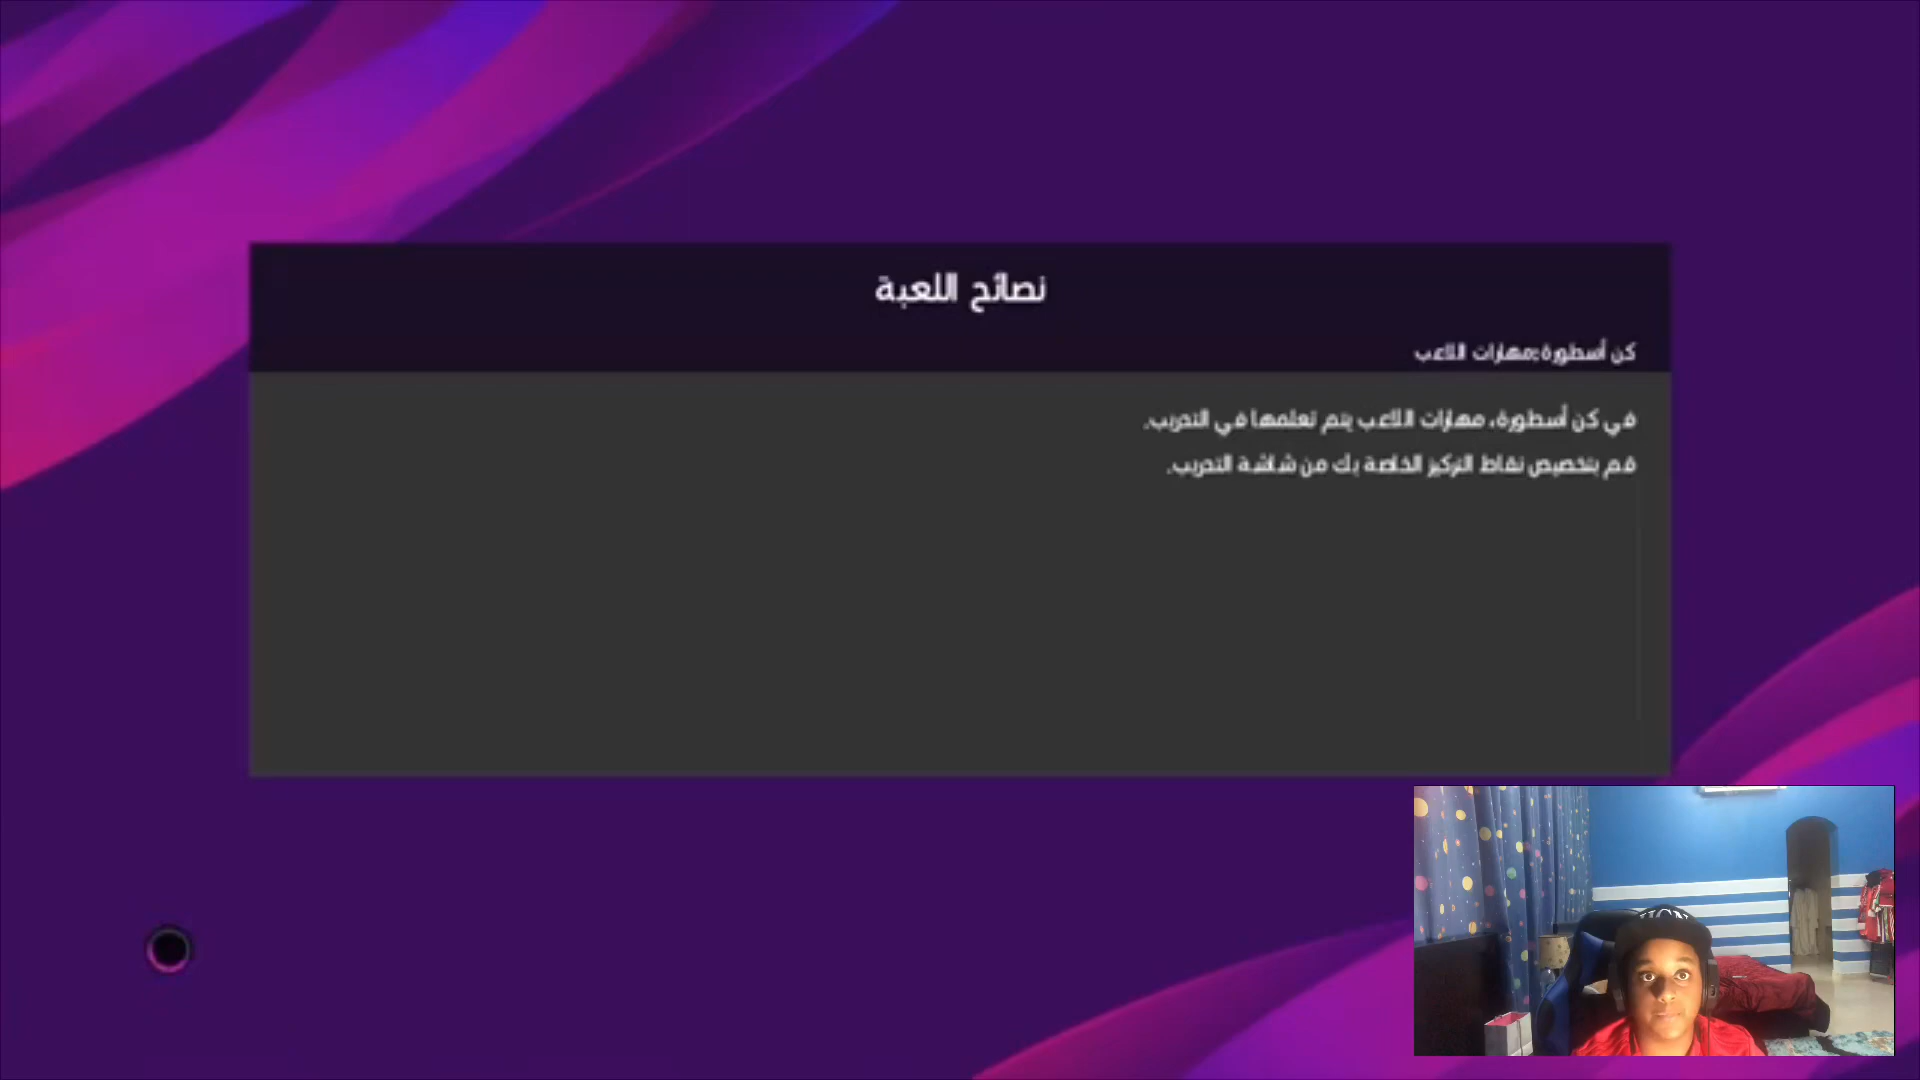 نصائح اللعبة
كن أسطورة:مهارات اللاعب
في كن أسطورة، مهارات اللاعب يتم تعلمها في التدريب.
قم بتخصيص نقاط التركيز الخاصة بك من شاشة التدريب.